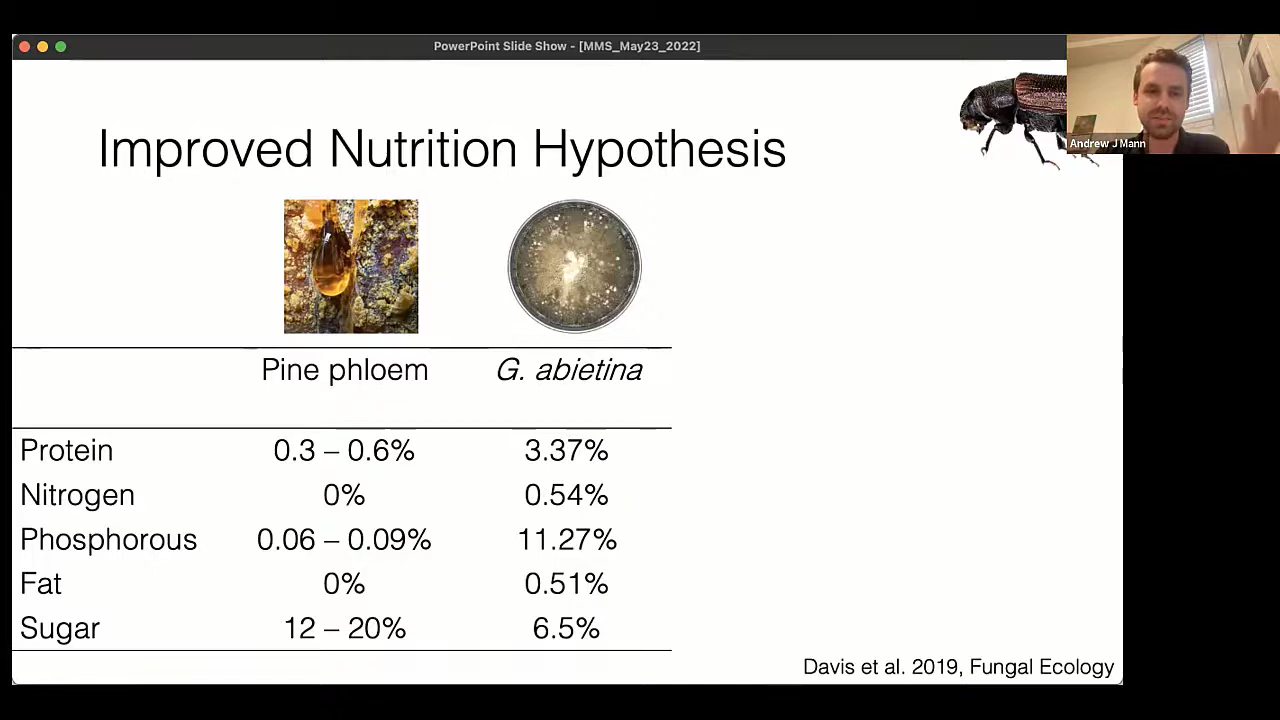 PowerPoint Slide Show - [MMS_May23_2022]
Andrew J Mann
Improved Nutrition Hypothesis
Pine phloem G. abietina
Protein 0.3 – 0.6% 3.37%
Nitrogen 0% 0.54%
Phosphorous 0.06 – 0.09% 11.27%
Fat 0% 0.51%
Sugar 12 – 20% 6.5%
Davis et al. 2019, Fungal Ecology